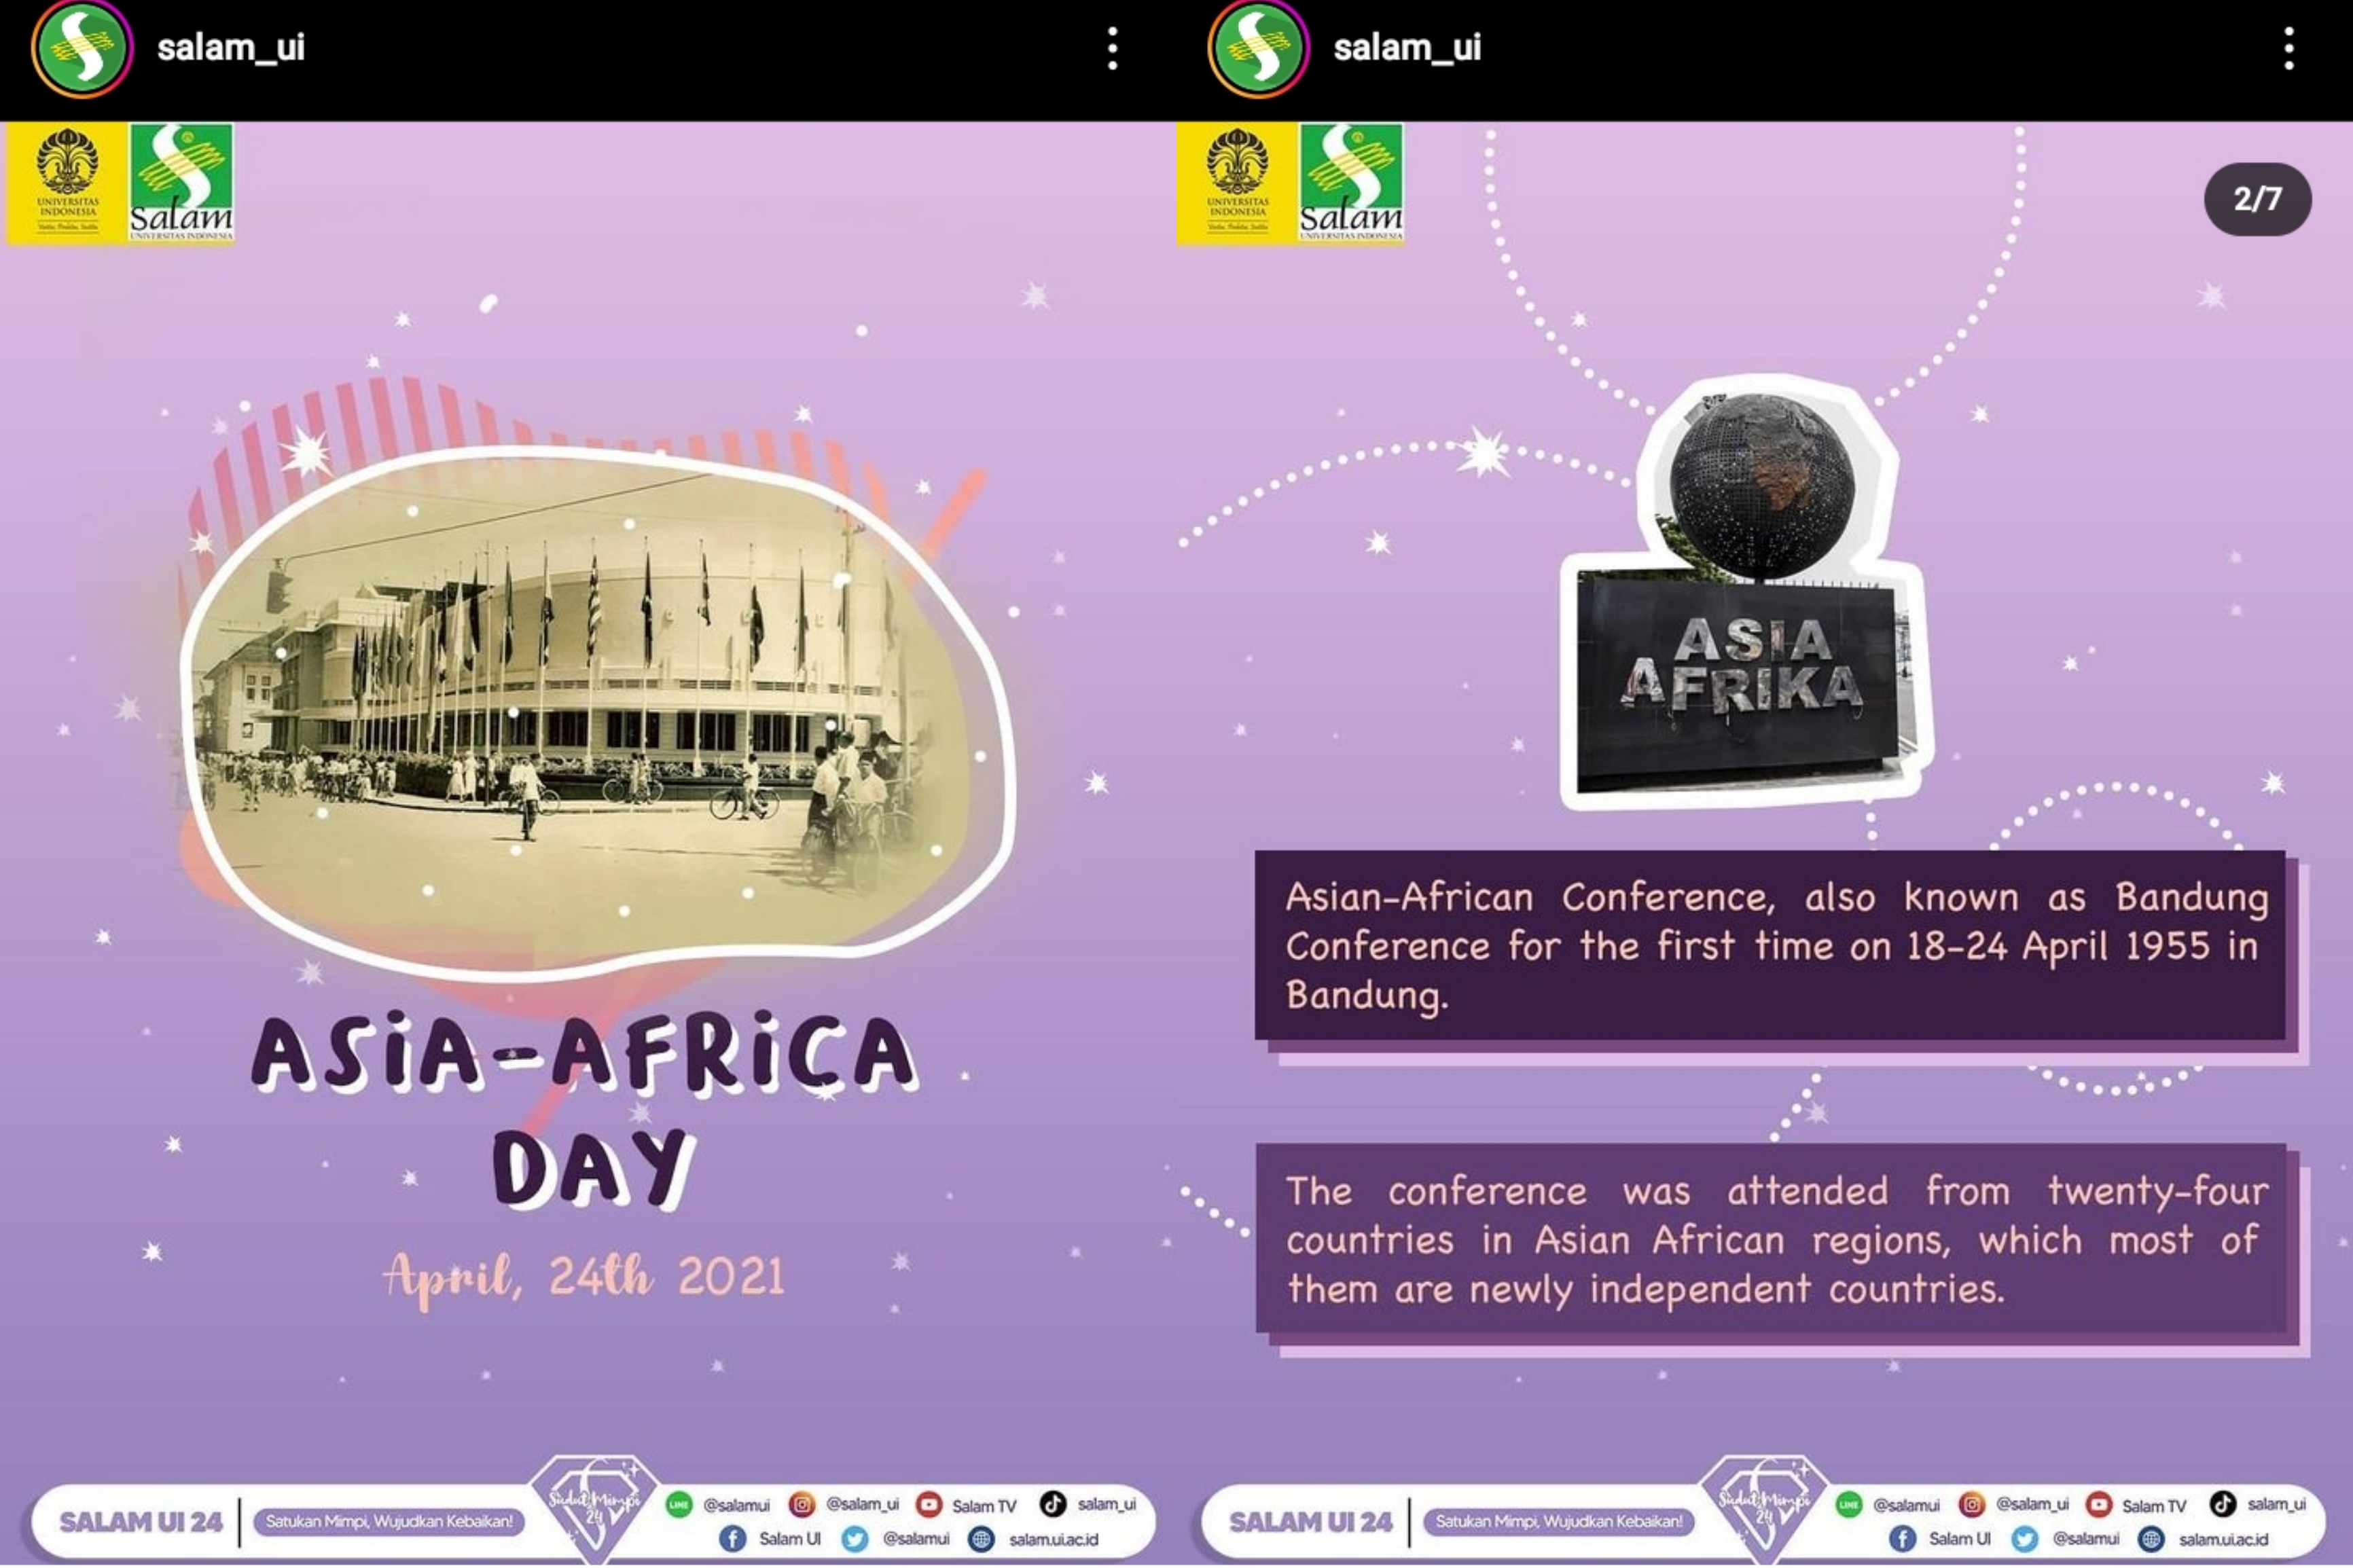 salam_ui
UNIVERSITAS
INDONESIA
Salam
UNIVERSITAS INDONESIA
ASIA-AFRICA
DAY
April, 24th 2021
SALAM UI 24
Satukan Mimpi, Wujudkan Kebaikan!
Sudut Mimpi
24
LINE
@salamui
@salam_ui
Salam TV
salam_ui
Salam UI
@salamui
salam.ui.ac.id
salam_ui
UNIVERSITAS
INDONESIA
Salam
UNIVERSITAS INDONESIA
2/7
ASIA
AFRIKA
Asian-African Conference, also known as Bandung
Conference for the first time on 18-24 April 1955 in
Bandung.
The conference was attended from twenty-four
countries in Asian African regions, which most of
them are newly independent countries.
SALAM UI 24
Satukan Mimpi, Wujudkan Kebaikan!
Sudut Mimpi
24
LINE
@salamui
@salam_ui
Salam TV
salam_ui
Salam UI
@salamui
salam.ui.ac.id